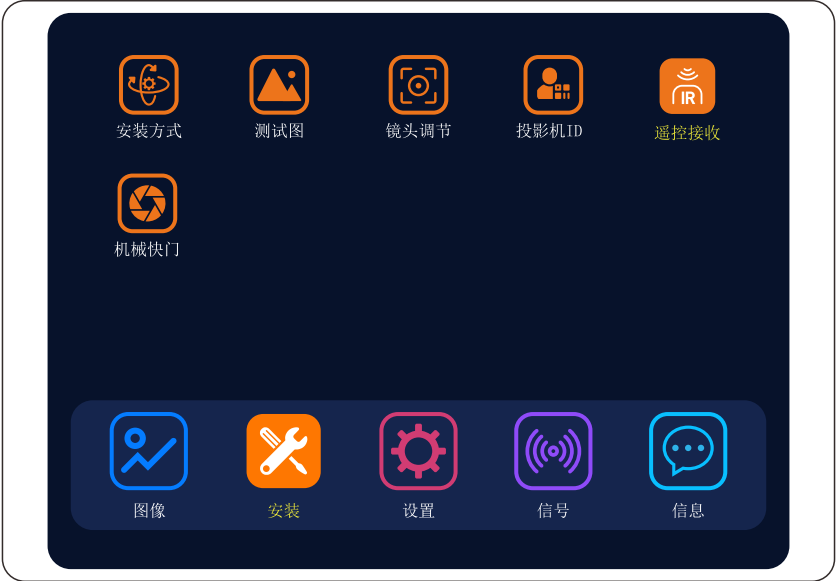 安装方式
测试图
镜头调节
投影机ID
IR
遥控接收
机械快门
图像
安装
设置
信号
信息